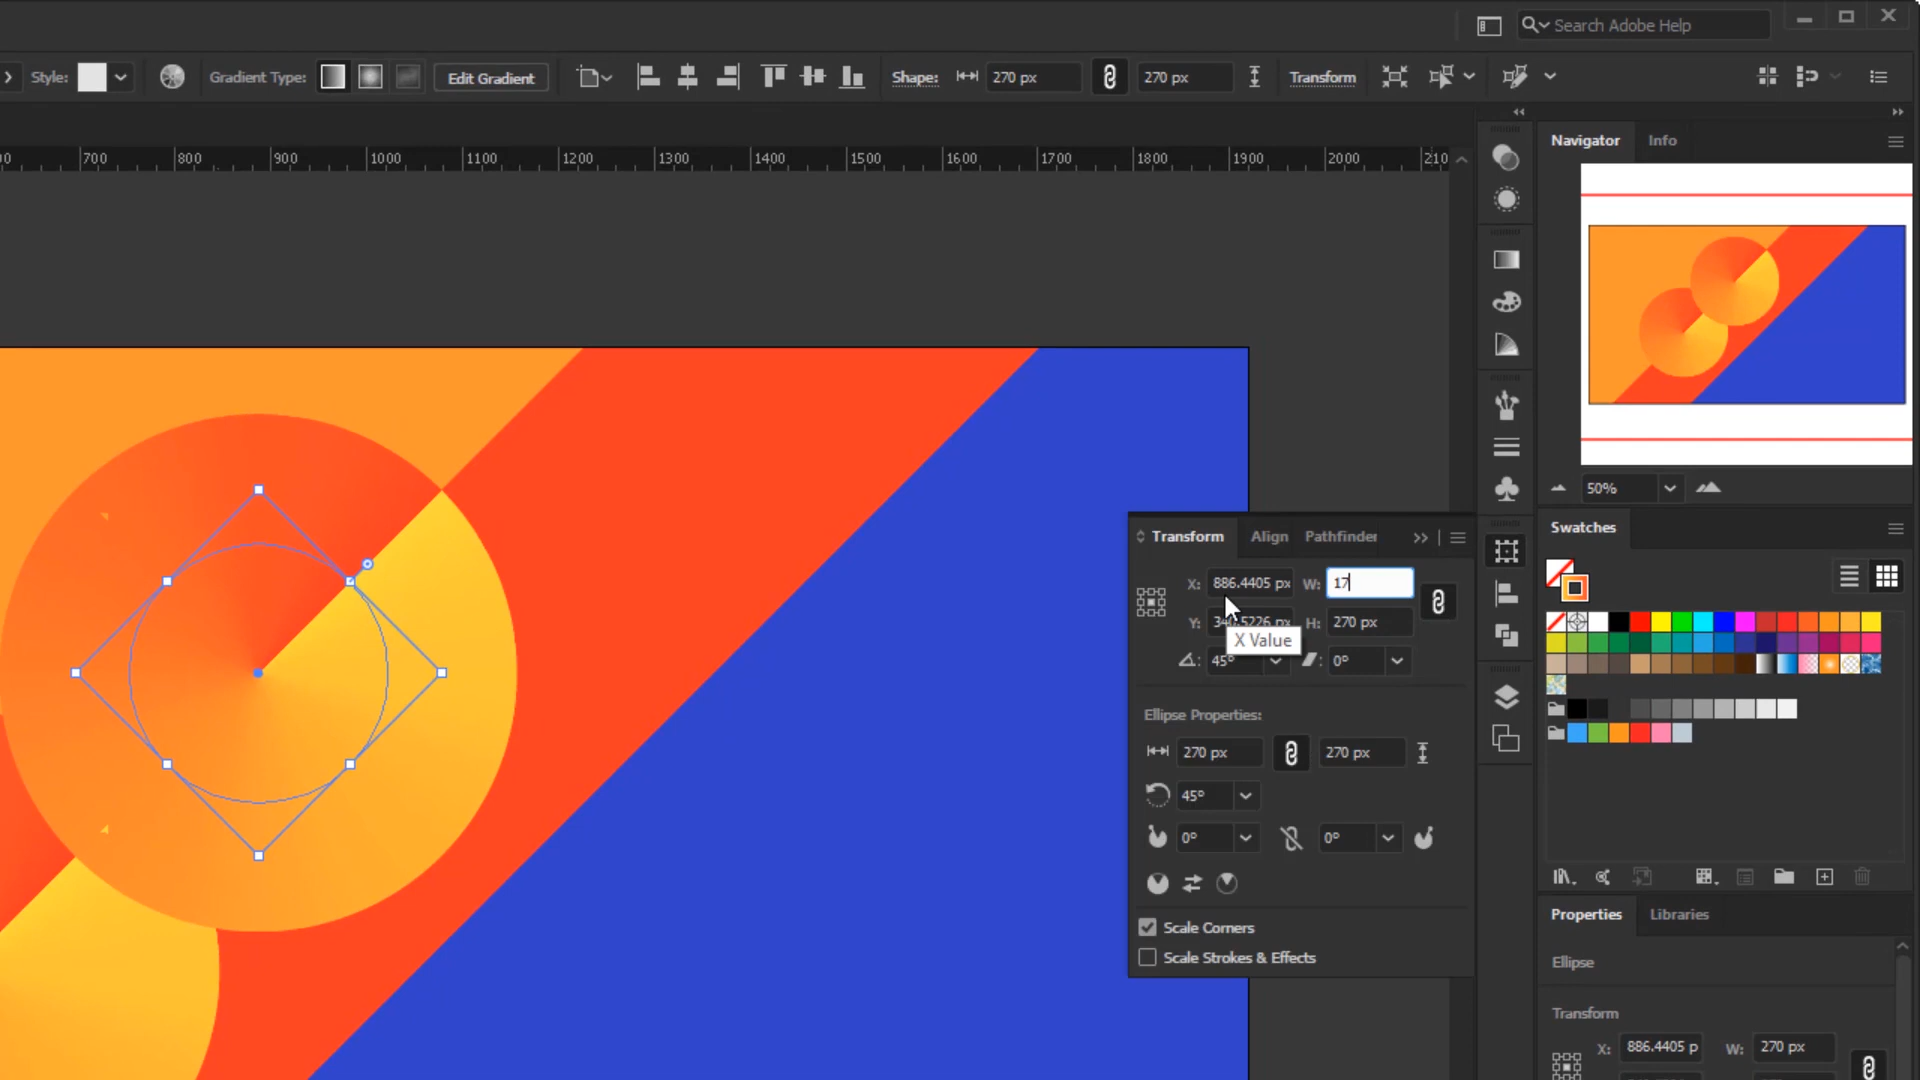 Search Adobe Help
Style:
Gradient Type:
Edit Gradient
Shape:
270 px
270 px
Transform
700 800 900 1000 1100 1200 1300 1400 1500 1600 1700 1800 1900 2000 210
Navigator Info
50%
Swatches
Transform Align Pathfinder
X: 886.4405 px W: 17
Y: H: 270 px
X Value
45° 0°
Ellipse Properties:
270 px 270 px
45°
0° 0°
Scale Corners
Scale Strokes & Effects
Properties Libraries
Ellipse
Transform
X: 886.4405 p W: 270 px